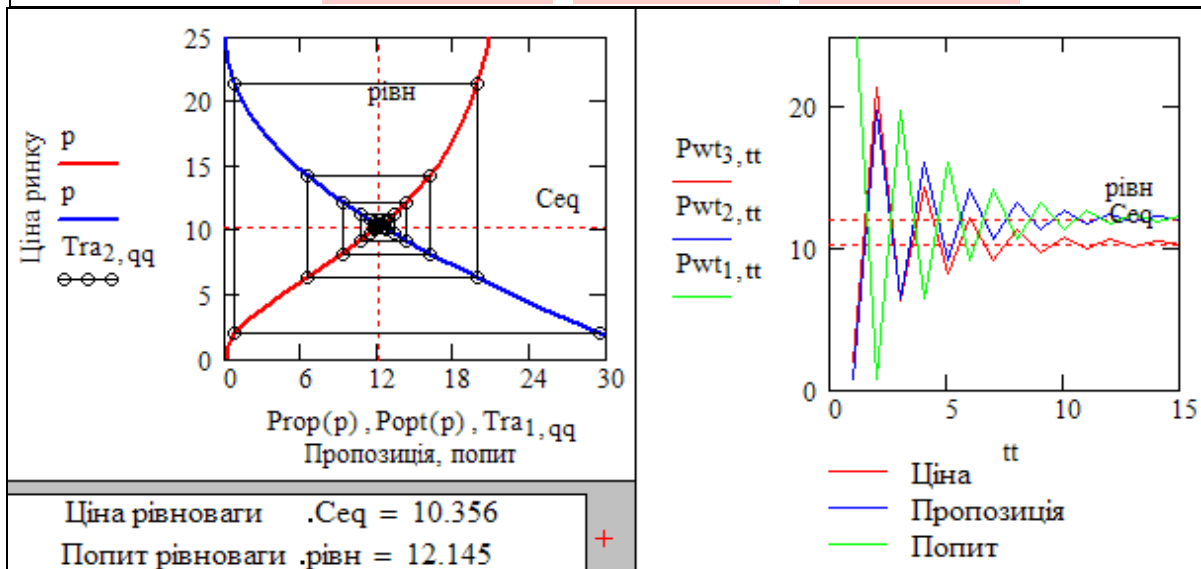 25
20
15
10
5
0
Ціна ринку
p
p
Tra2,qq
рівн
Ceq
0 6 12 18 24 30
Prop(p) , Popt(p) , Tra1,qq
Пропозиція, попит
Ціна рівноваги .Ceq = 10.356
Попит рівноваги .рівн = 12.145
+
20
10
0
Pwt3,tt
Pwt2,tt
Pwt1,tt
рівн
Ceq
0 5 10 15
tt
Ціна
Пропозиція
Попит